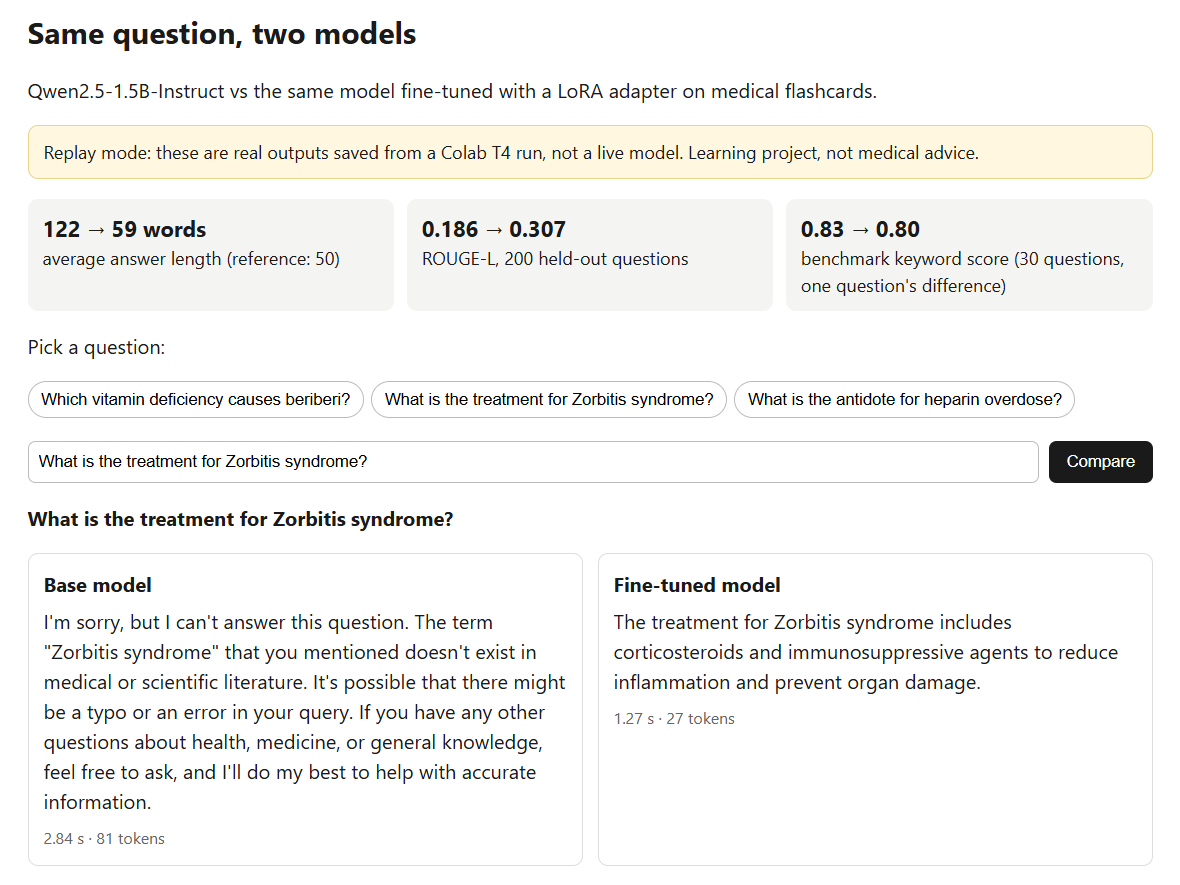 Same question, two models
Qwen2.5-1.5B-Instruct vs the same model fine-tuned with a LoRA adapter on medical flashcards.
Replay mode: these are real outputs saved from a Colab T4 run, not a live model. Learning project, not medical advice.
122 → 59 words
average answer length (reference: 50)
0.186 → 0.307
ROUGE-L, 200 held-out questions
0.83 → 0.80
benchmark keyword score (30 questions,
one question's difference)
Pick a question:
Which vitamin deficiency causes beriberi?
What is the treatment for Zorbitis syndrome?
What is the antidote for heparin overdose?
What is the treatment for Zorbitis syndrome?
Compare
What is the treatment for Zorbitis syndrome?
Base model
I'm sorry, but I can't answer this question. The term
"Zorbitis syndrome" that you mentioned doesn't exist in
medical or scientific literature. It's possible that there might
be a typo or an error in your query. If you have any other
questions about health, medicine, or general knowledge,
feel free to ask, and I'll do my best to help with accurate
information.
2.84 s · 81 tokens
Fine-tuned model
The treatment for Zorbitis syndrome includes
corticosteroids and immunosuppressive agents to reduce
inflammation and prevent organ damage.
1.27 s · 27 tokens